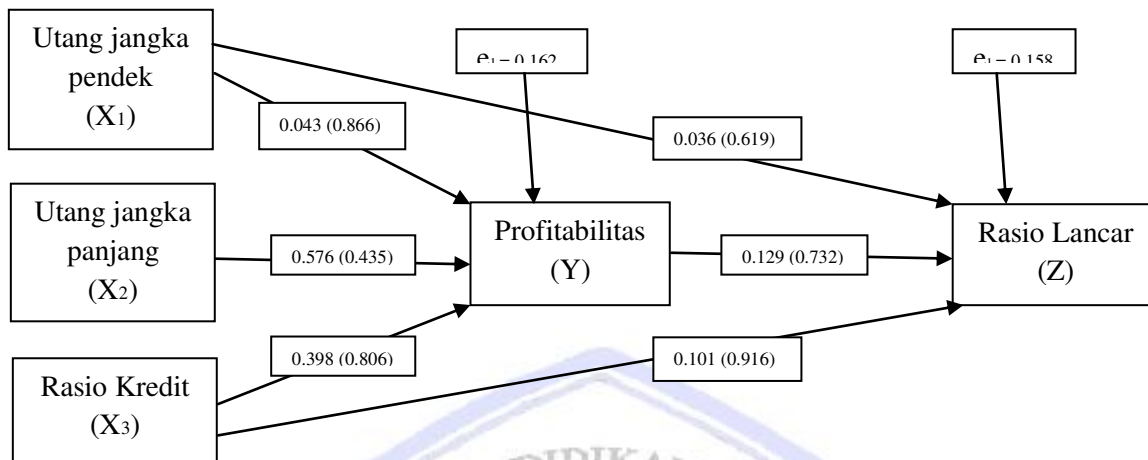 Utang jangka
pendek
(X1)
e1 = 0.162
e1 = 0.158
0.043 (0.866)
0.036 (0.619)
Utang jangka
panjang
(X2)
0.576 (0.435)
Profitabilitas
(Y)
0.129 (0.732)
Rasio Lancar
(Z)
0.398 (0.806)
0.101 (0.916)
Rasio Kredit
(X3)